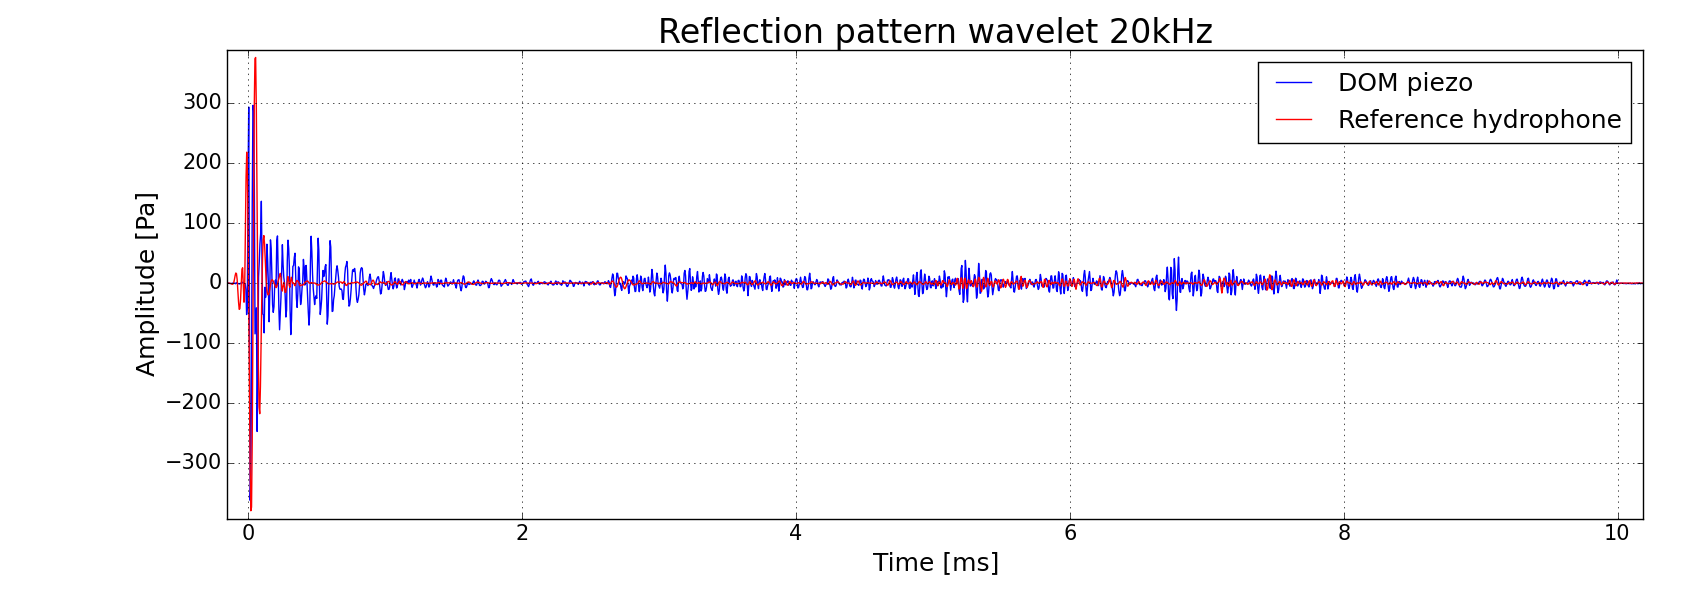 Reflection pattern wavelet 20kHz
DOM piezo
Reference hydrophone
Amplitude [Pa]
300
200
100
0
−100
−200
−300
0 2 4 6 8 10
Time [ms]